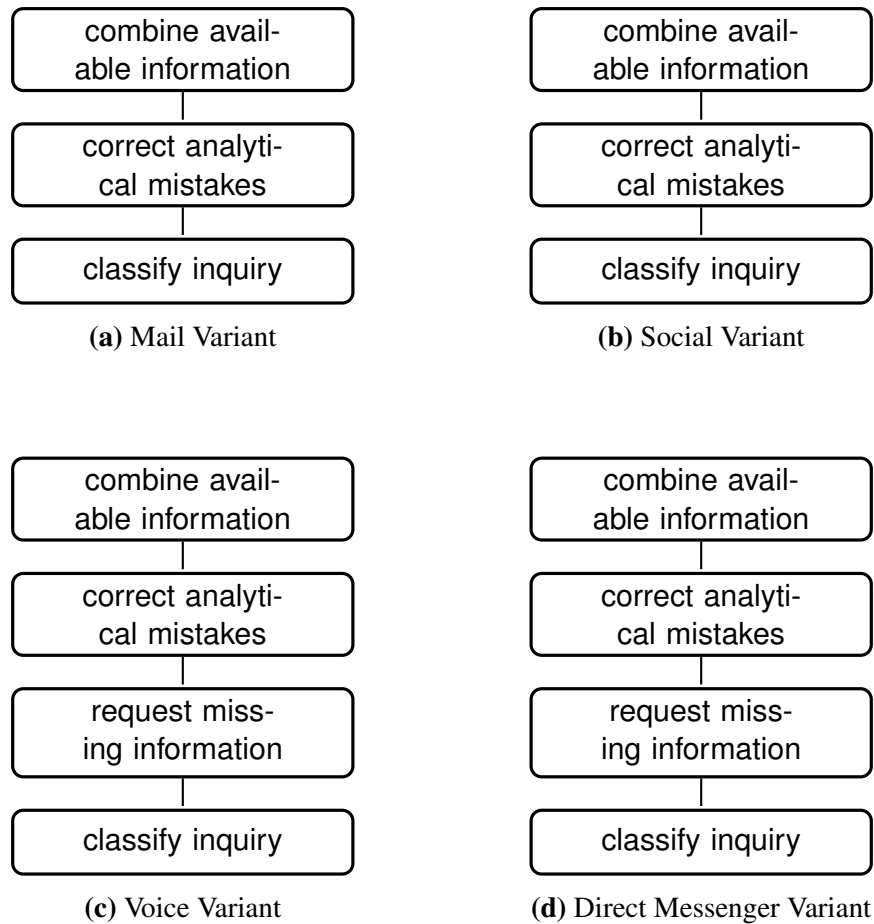 combine avail-
able information
correct analyti-
cal mistakes
classify inquiry
(a) Mail Variant
combine avail-
able information
correct analyti-
cal mistakes
classify inquiry
(b) Social Variant
combine avail-
able information
correct analyti-
cal mistakes
request miss-
ing information
classify inquiry
(c) Voice Variant
combine avail-
able information
correct analyti-
cal mistakes
request miss-
ing information
classify inquiry
(d) Direct Messenger Variant